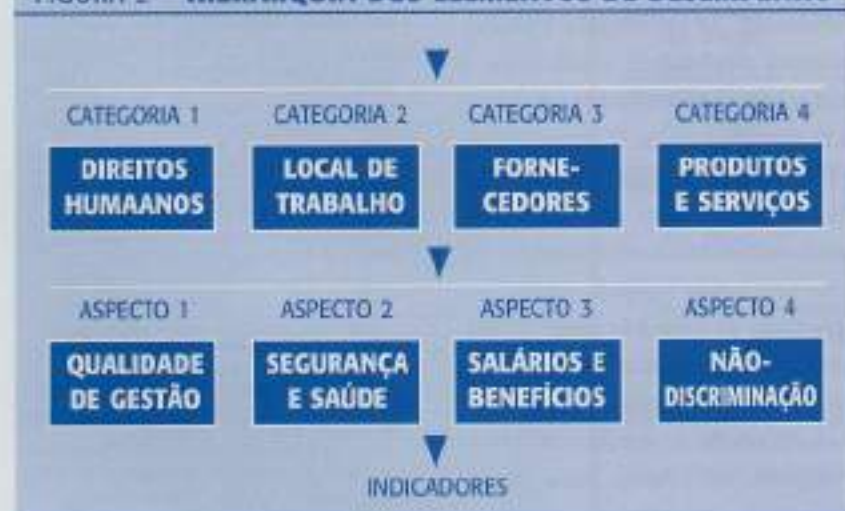 CATEGORIA 1 CATEGORIA 2 CATEGORIA 3 CATEGORIA 4
DIREITOS LOCAL DE FORNE- PRODUTOS
HUMAANOS TRABALHO CEDORES E SERVIÇOS
ASPECTO 1 ASPECTO 2 ASPECTO 3 ASPECTO 4
QUALIDADE SEGURANÇA SALÁRIOS E NÃO-
DE GESTÃO E SAÚDE BENEFÍCIOS DISCRIMINAÇÃO
INDICADORES